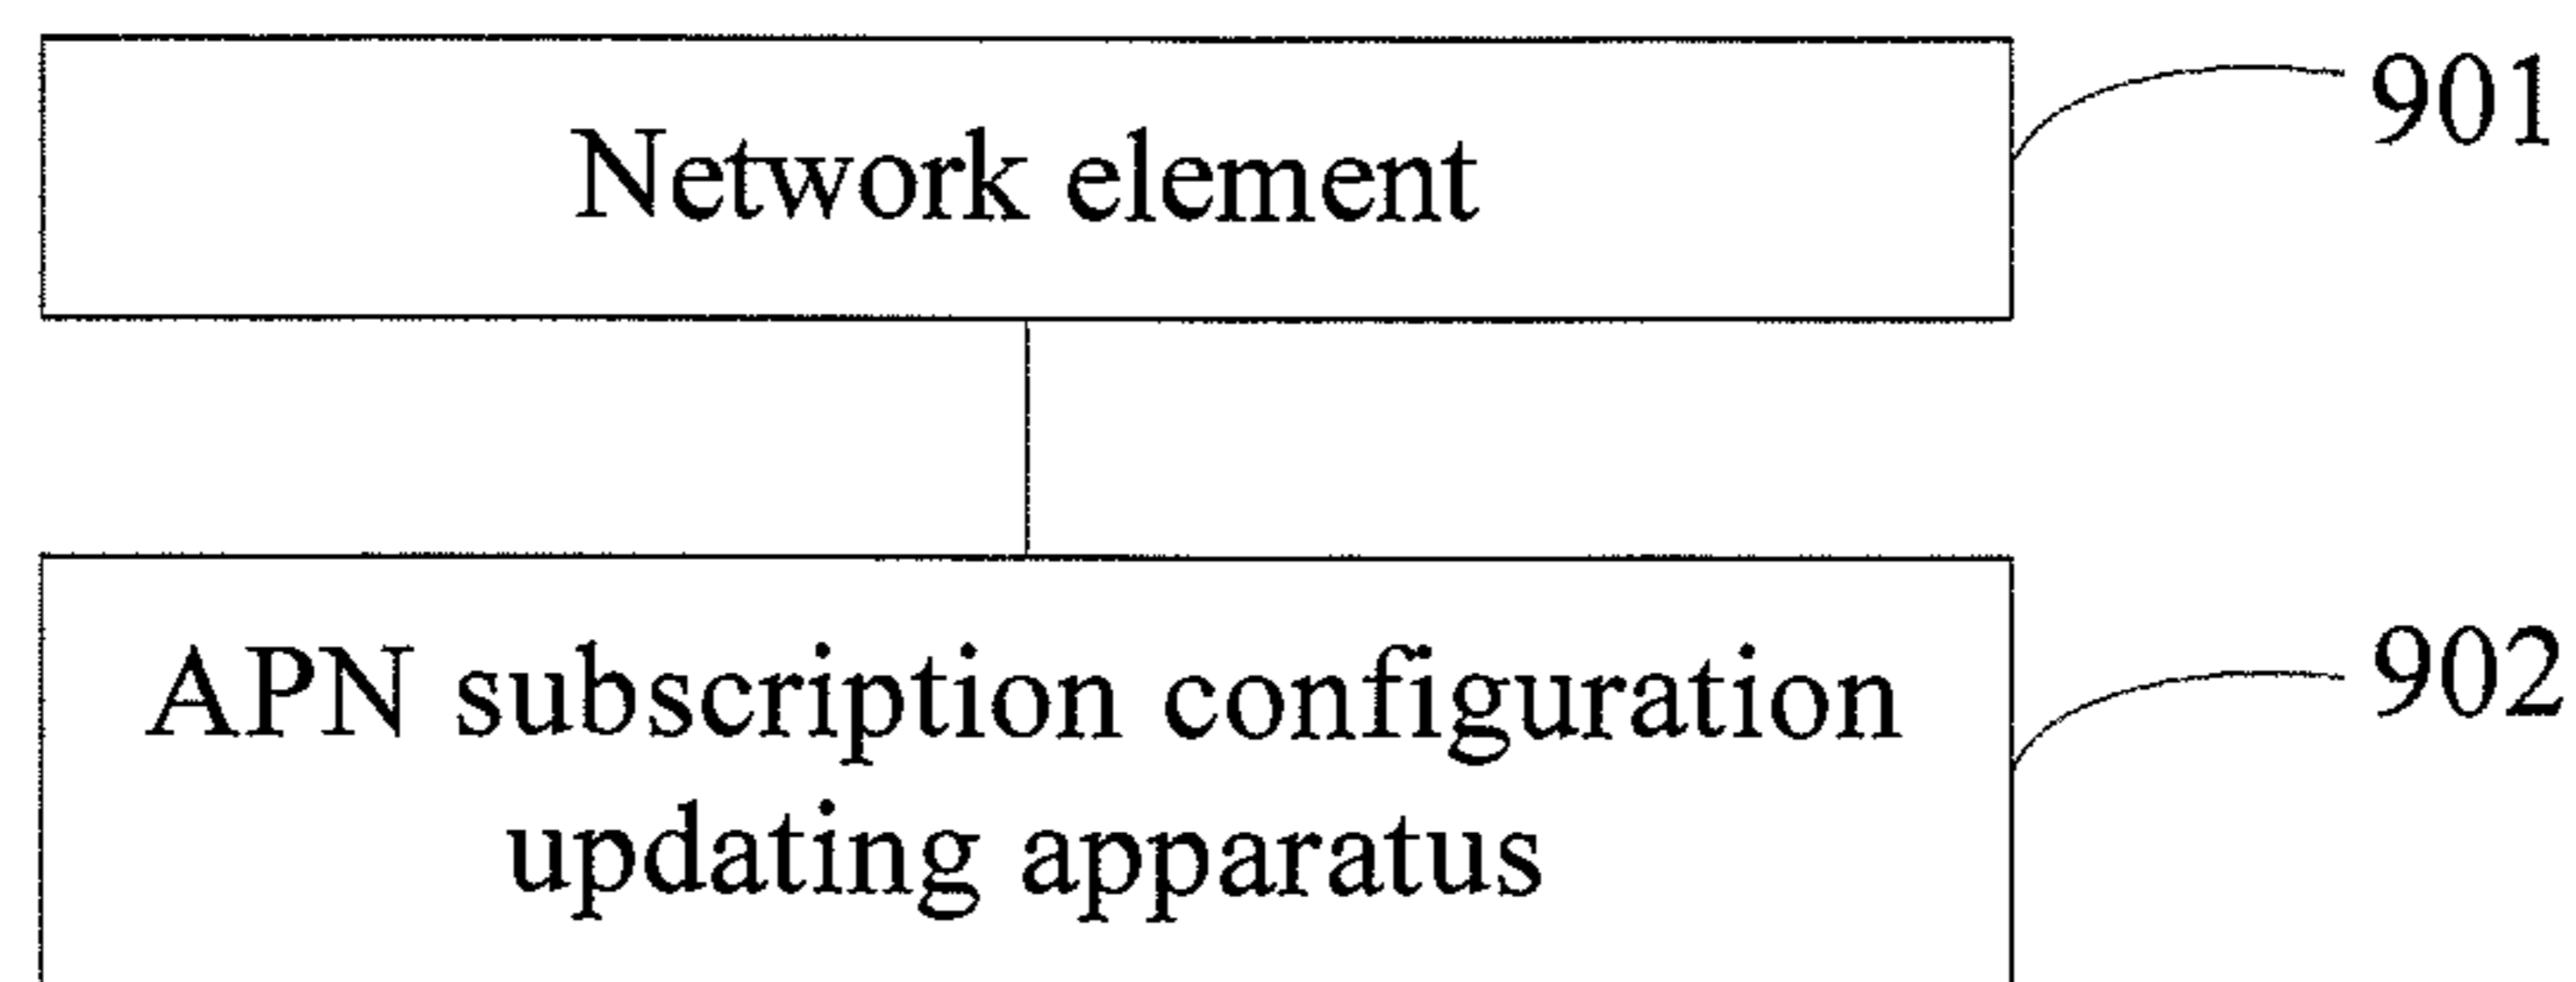 Network element
901
APN subscription configuration
updating apparatus
902